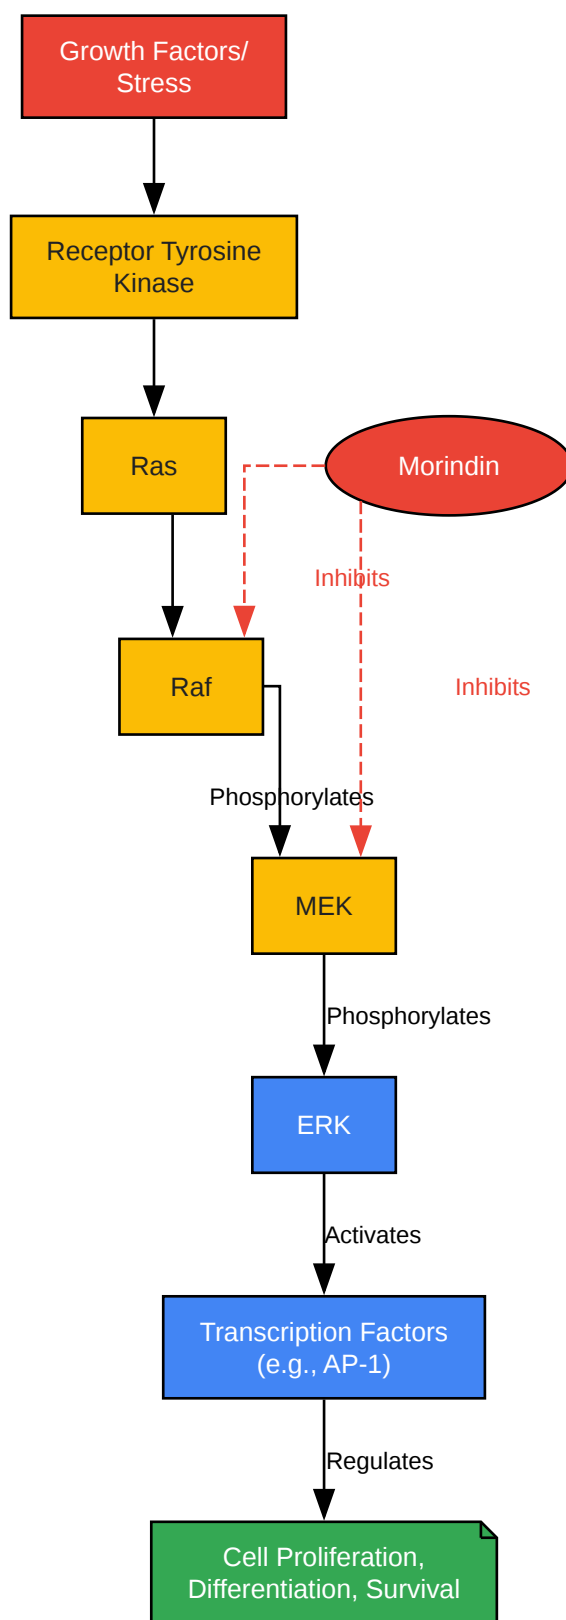 Growth Factors/
Stress
Receptor Tyrosine
Kinase
Ras
Morindin
Inhibits
Raf
Inhibits
Phosphorylates
MEK
Phosphorylates
ERK
Activates
Transcription Factors
(e.g., AP-1)
Regulates
Cell Proliferation,
Differentiation, Survival